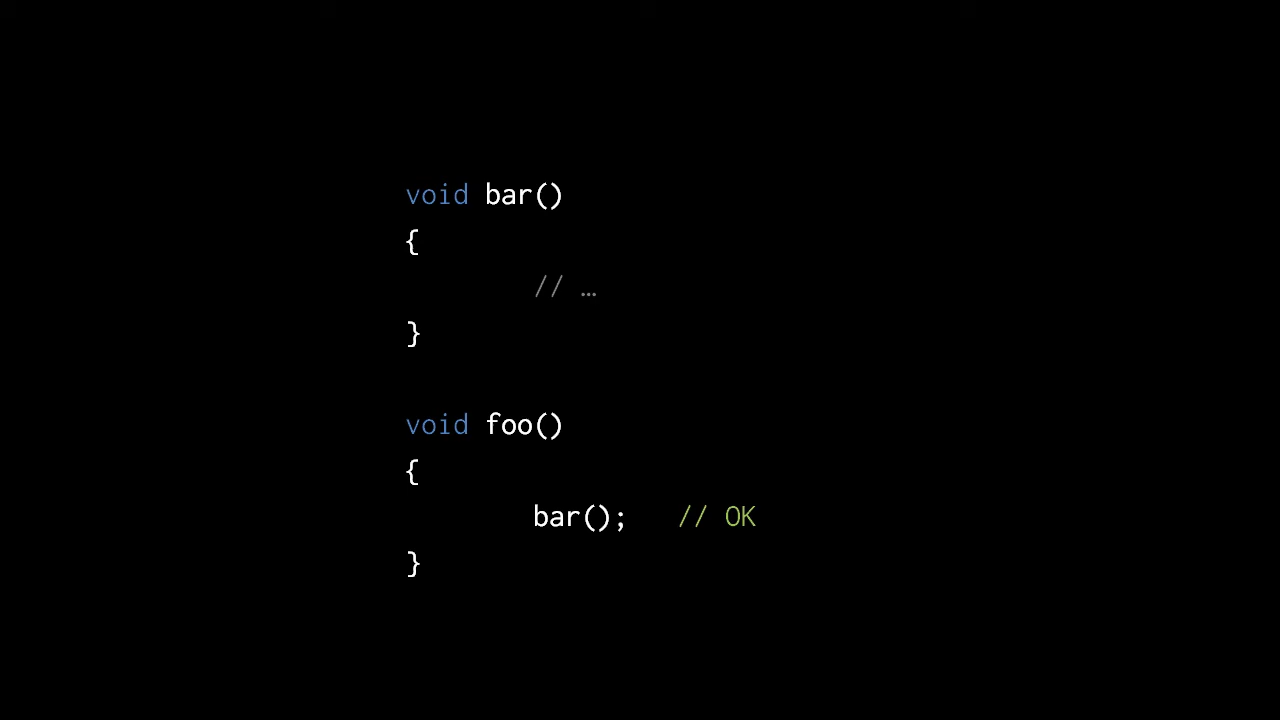 void bar()
{
// …
}
void foo()
{
bar(); // OK
}